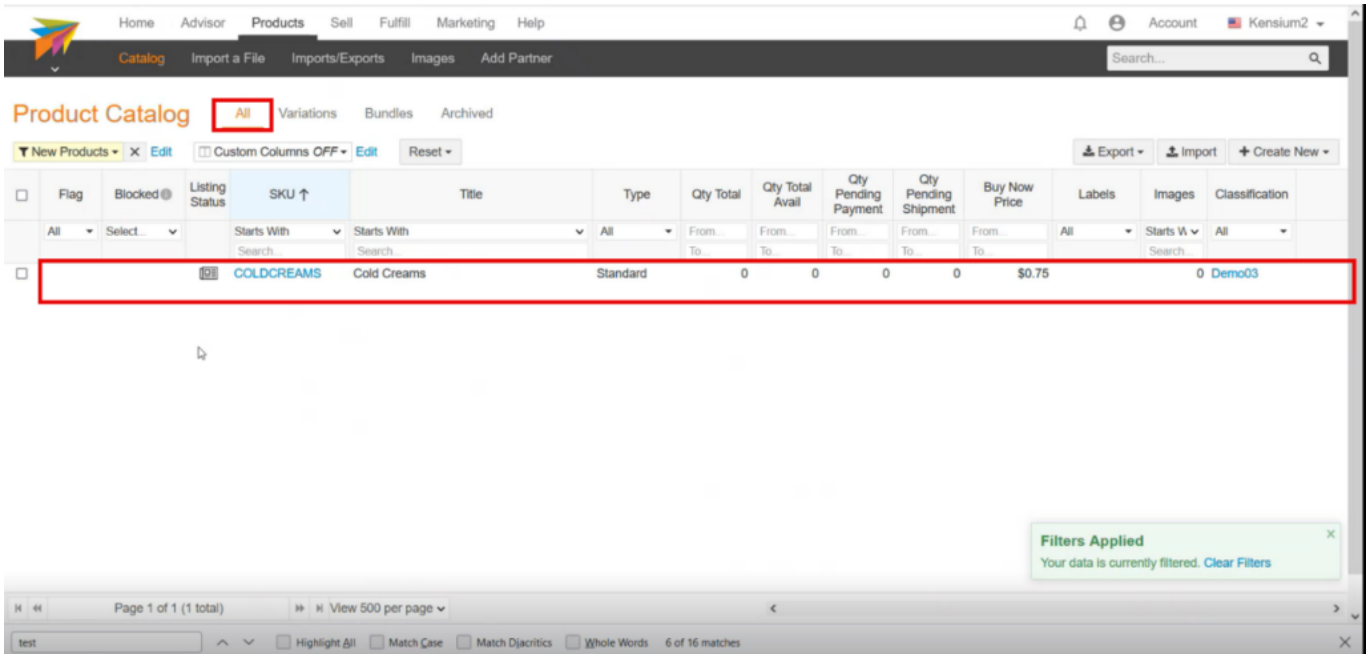 Home Advisor Products Sell Fulfill Marketing Help Account Kensium2
Catalog Import a File Imports/Exports Images Add Partner Search...
Product Catalog All Variations Bundles Archived
New Products Edit Custom Columns OFF Edit Reset Export Import + Create New
Flag Blocked Listing Status SKU ↑ Title Type Qty Total Qty Total Avail Qty Pending Payment Qty Pending Shipment Buy Now Price Labels Images Classification
All Select... Starts With Starts With All From... From... From... From... From... All Starts W All
Search... Search... To... To... To... To... To... Search...
COLDCREAMS Cold Creams Standard 0 0 0 0 $0.75 0 Demo03
Filters Applied
Your data is currently filtered. Clear Filters
Page 1 of 1 (1 total) View 500 per page
test Highlight All Match Case Match Diacritics Whole Words 6 of 16 matches